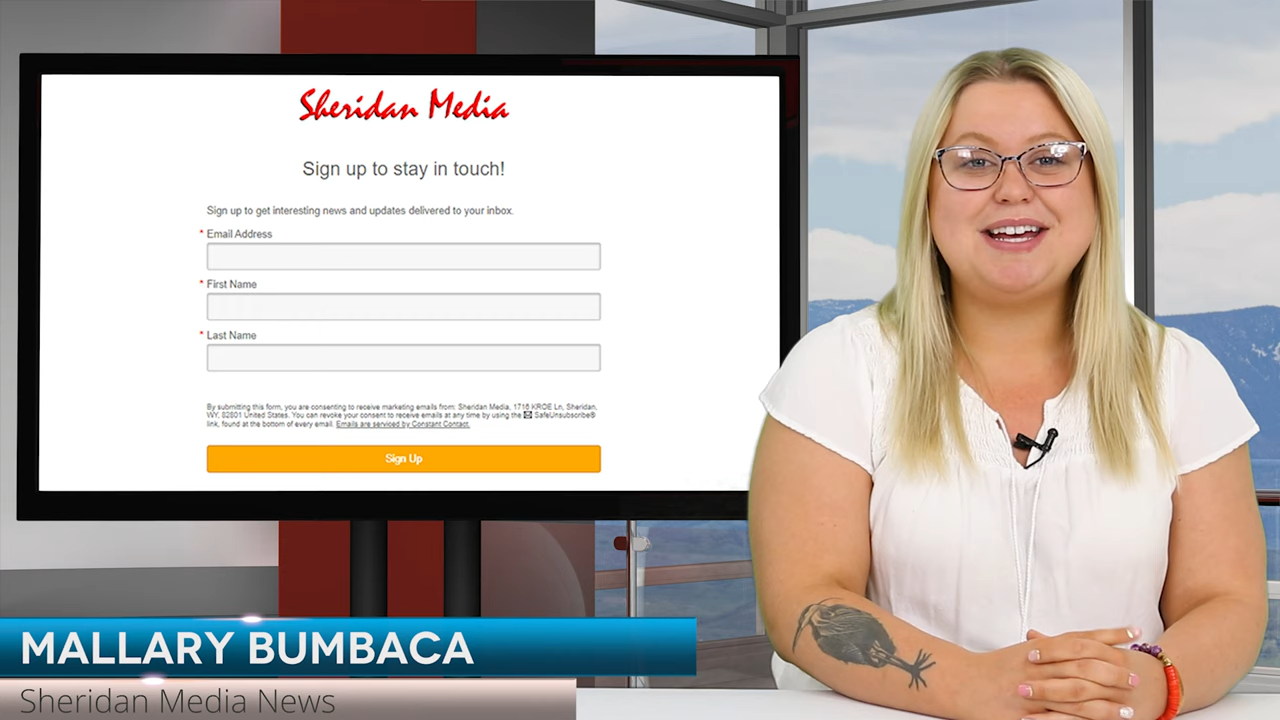 Sheridan Media
Sign up to stay in touch!
Sign up to get interesting news and updates delivered to your inbox.
* Email Address
* First Name
* Last Name
By submitting this form, you are consenting to receive marketing emails from: Sheridan Media, 1716 KROE Ln, Sheridan,
WY, 82801 United States. You can revoke your consent to receive emails at any time by using the SafeUnsubscribe®
link, found at the bottom of every email. Emails are serviced by Constant Contact.
Sign Up
MALLARY BUMBACA
Sheridan Media News